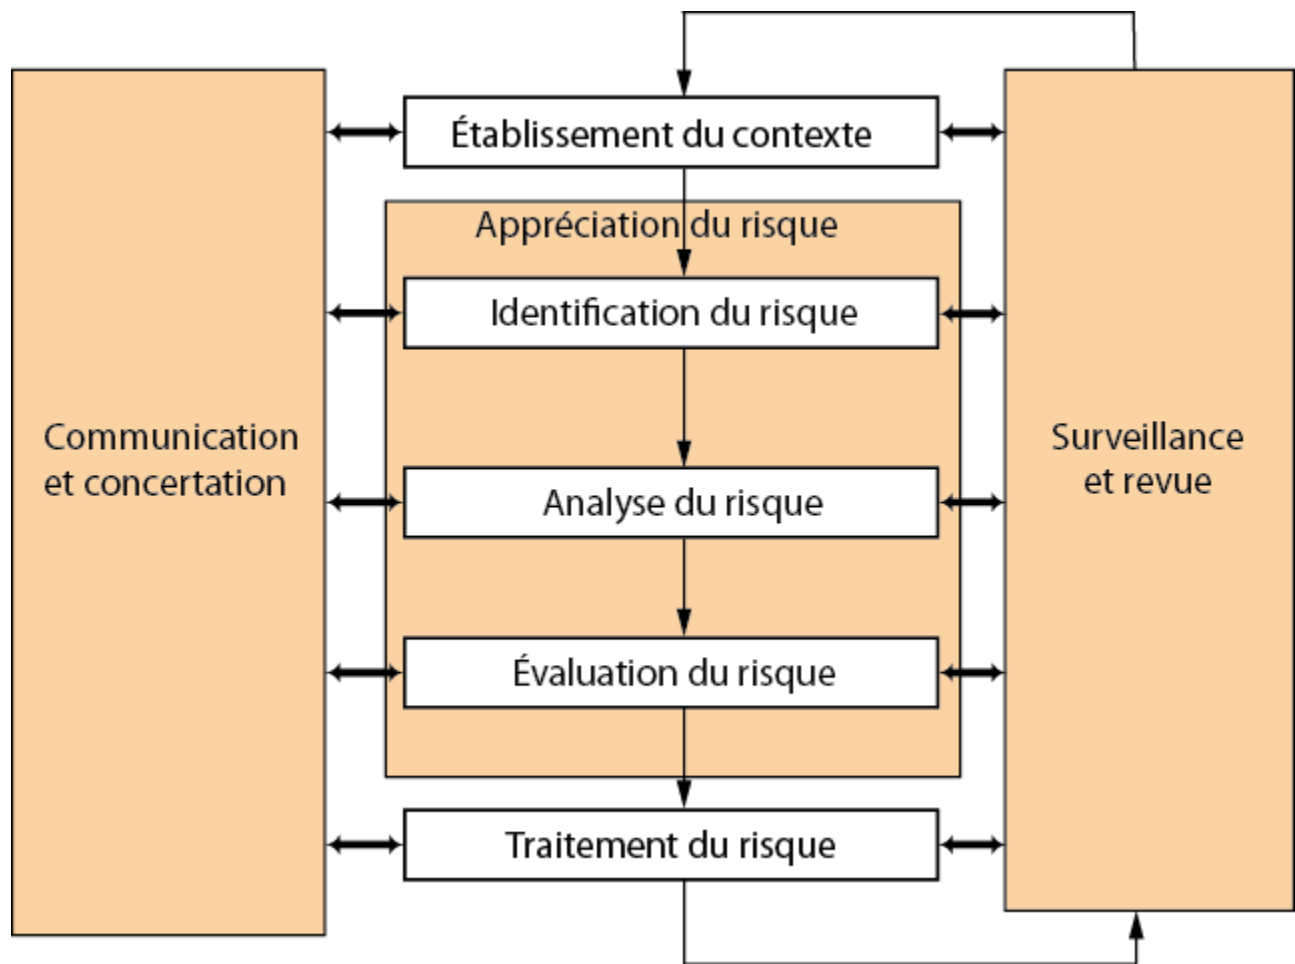 Établissement du contexte
Appréciation du risque
Identification du risque
Communication
et concertation
Surveillance
et revue
Analyse du risque
Évaluation du risque
Traitement du risque